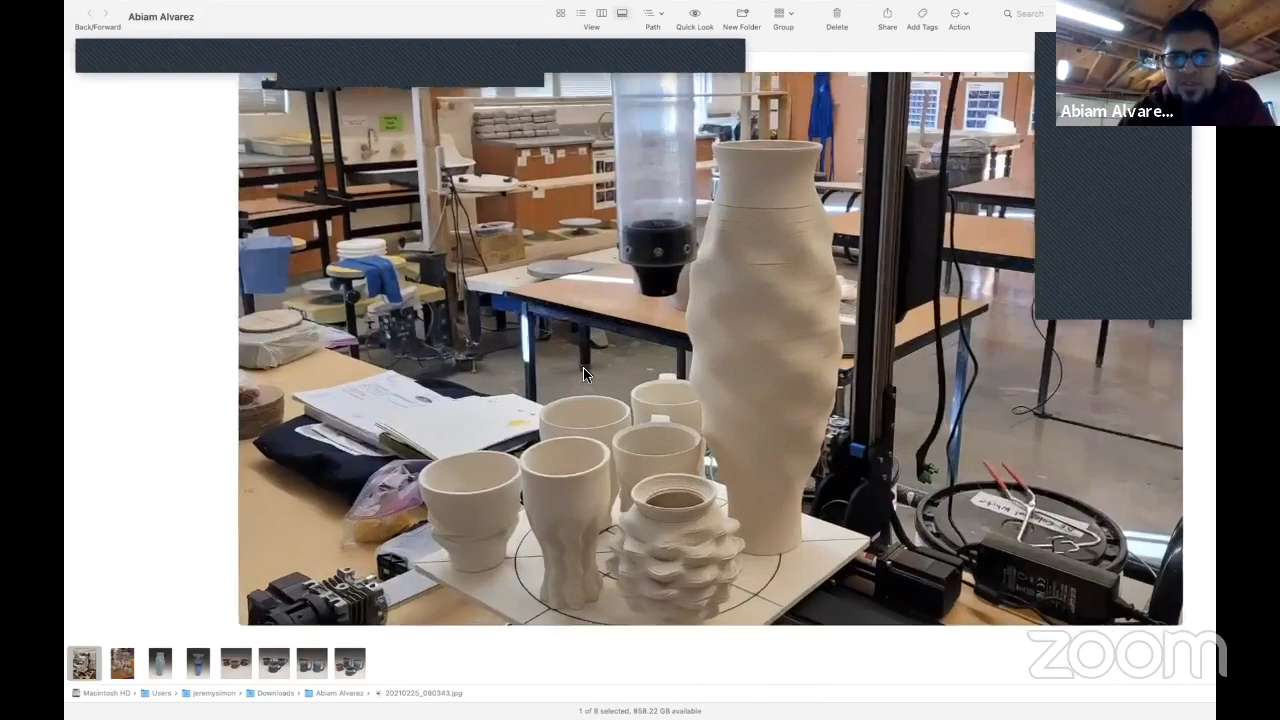 Abiam Alvarez
Back/Forward
View
Path
Quick Look
New Folder
Group
Delete
Share
Add Tags
Action
Search
Abiam Alvare...
zoom
Macintosh HD › Users › jeremysimon › Downloads › Abiam Alvarez › 20210225_080343.jpg
1 of 8 selected, 858.22 GB available